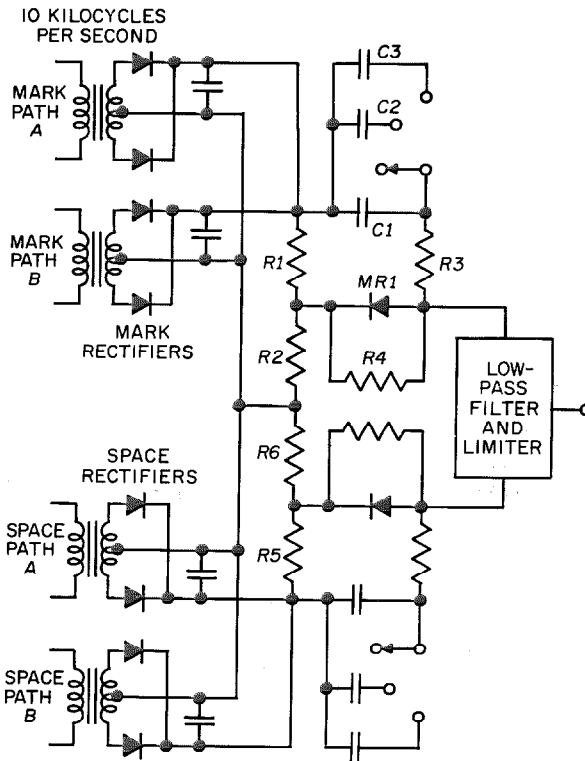 10 KILOCYCLES
PER SECOND
MARK
PATH
A
MARK
PATH
B
MARK
RECTIFIERS
SPACE
RECTIFIERS
SPACE
PATH
A
SPACE
PATH
B
C3
C2
C1
R1
R3
MR1
R2
R4
R6
R5
LOW-
PASS
FILTER
AND
LIMITER